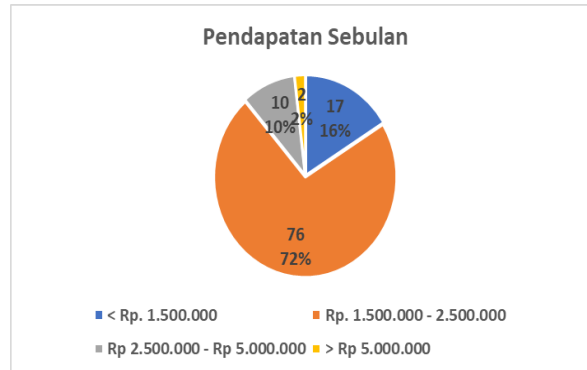 Pendapatan Sebulan
2
2%
17
16%
10
10%
76
72%
< Rp. 1.500.000
Rp. 1.500.000 - 2.500.000
Rp 2.500.000 - Rp 5.000.000
> Rp 5.000.000